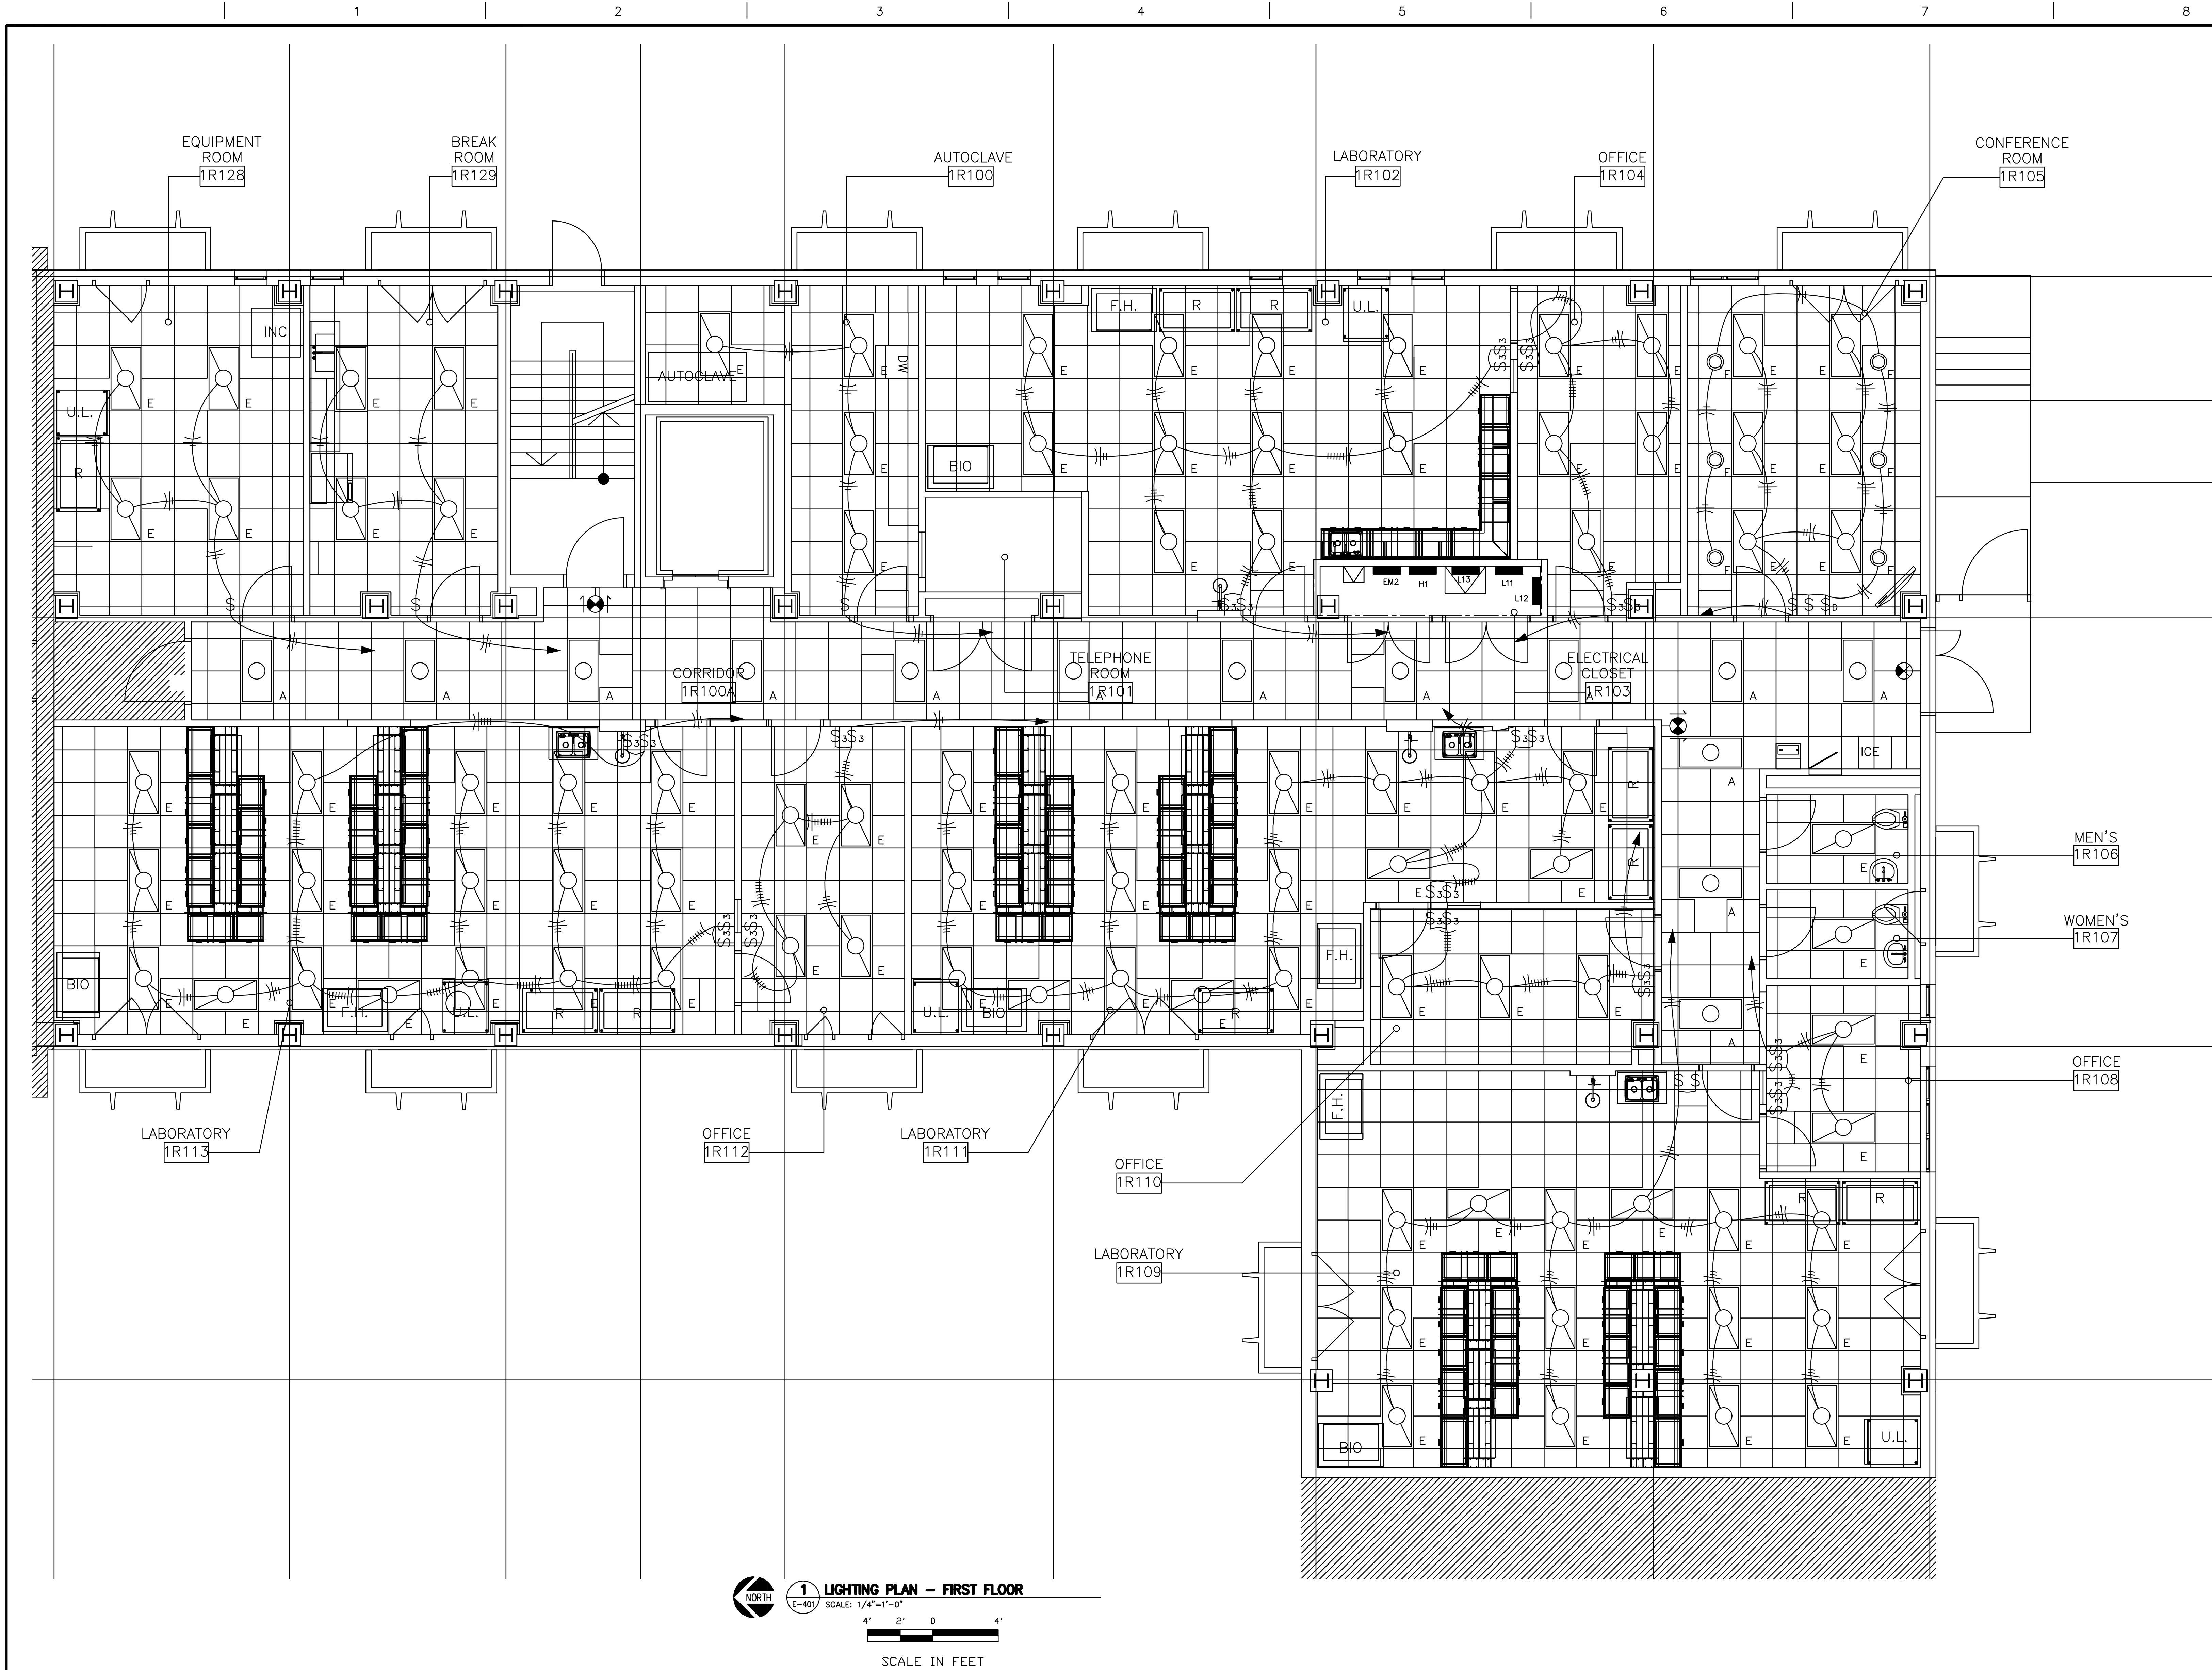 1
2
3
4
5
6
7
8
EQUIPMENT
ROOM
1R128
BREAK
ROOM
1R129
AUTOCLAVE
1R100
LABORATORY
1R102
OFFICE
1R104
CONFERENCE
ROOM
1R105
INC
U.L.
R
AUTOCLAVE
DW
F.H.
R
R
U.L.
BIO
EM2
H1
L13
L11
L12
CORRIDOR
1R100A
TELEPHONE
ROOM
1R101
ELECTRICAL
CLOSET
1R103
ICE
MEN'S
1R106
WOMEN'S
1R107
OFFICE
1R108
BIO
F.H.
U.L.
R
R
U.L.
BIO
R
F.H.
R
R
F.H.
R
R
BIO
U.L.
LABORATORY
1R113
OFFICE
1R112
LABORATORY
1R111
OFFICE
1R110
LABORATORY
1R109
NORTH
1
E-401
LIGHTING PLAN - FIRST FLOOR
SCALE: 1/4"=1'-0"
4' 2' 0 4'
SCALE IN FEET